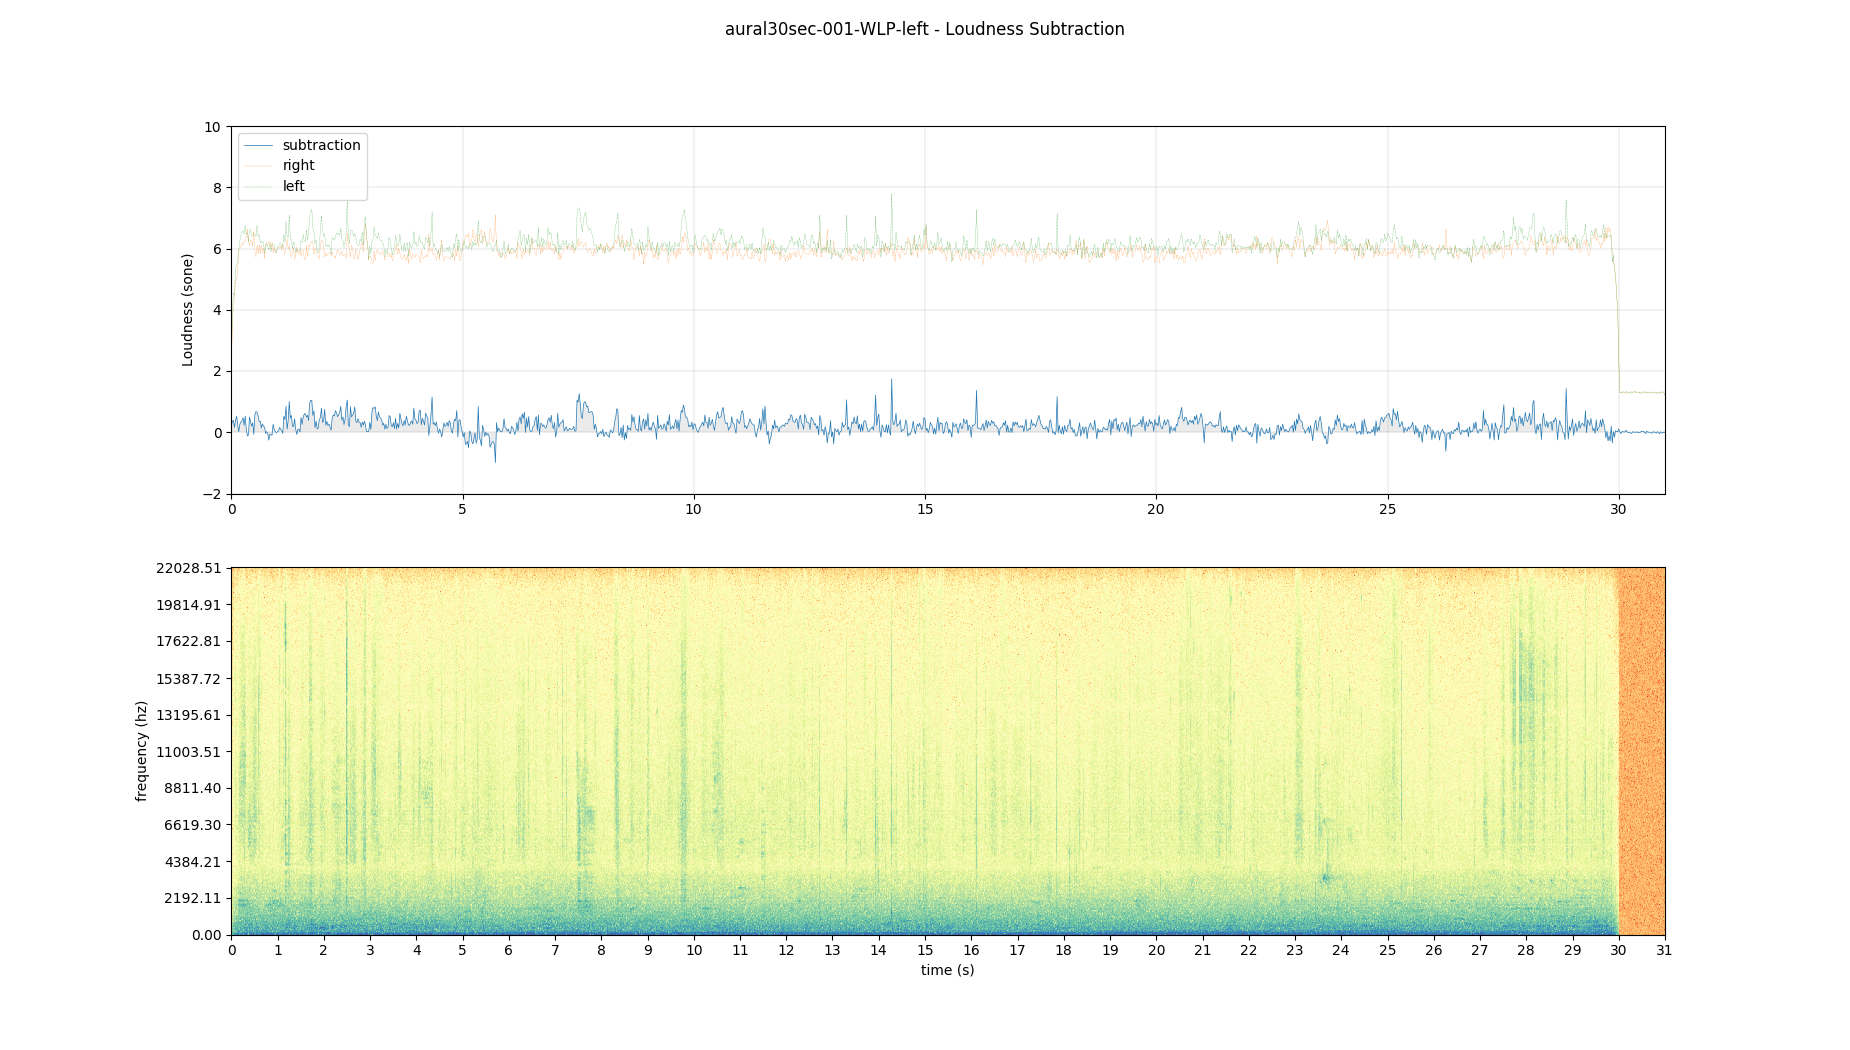 aural30sec-001-WLP-left - Loudness Subtraction
10
8
6
4
2
0
−2
Loudness (sone)
subtraction
right
left
0 5 10 15 20 25 30
22028.51
19814.91
17622.81
15387.72
13195.61
11003.51
8811.40
6619.30
4384.21
2192.11
0.00
frequency (hz)
0 1 2 3 4 5 6 7 8 9 10 11 12 13 14 15 16 17 18 19 20 21 22 23 24 25 26 27 28 29 30 31
time (s)